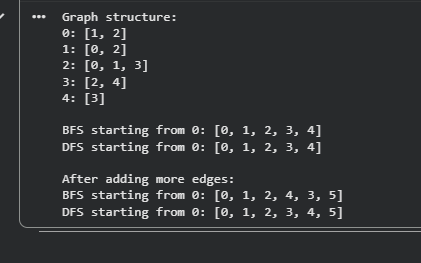 Graph structure:
0: [1, 2]
1: [0, 2]
2: [0, 1, 3]
3: [2, 4]
4: [3]
BFS starting from 0: [0, 1, 2, 3, 4]
DFS starting from 0: [0, 1, 2, 3, 4]
After adding more edges:
BFS starting from 0: [0, 1, 2, 4, 3, 5]
DFS starting from 0: [0, 1, 2, 3, 4, 5]